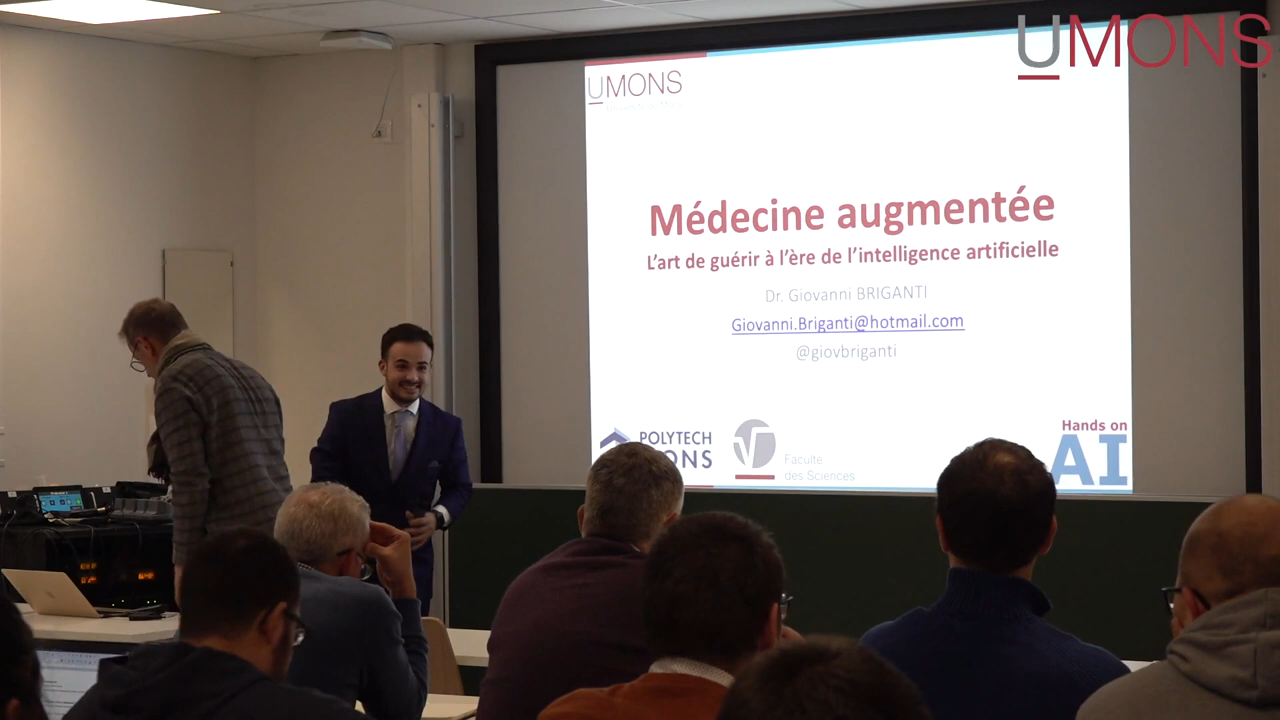 UMONS
UMONS
Médecine augmentée
L'art de guérir à l'ère de l'intelligence artificielle
Dr. Giovanni BRIGANTI
Giovanni.Briganti@hotmail.com
@giovbriganti
POLYTECH
ONS
Faculté
des Sciences
Hands on
AI